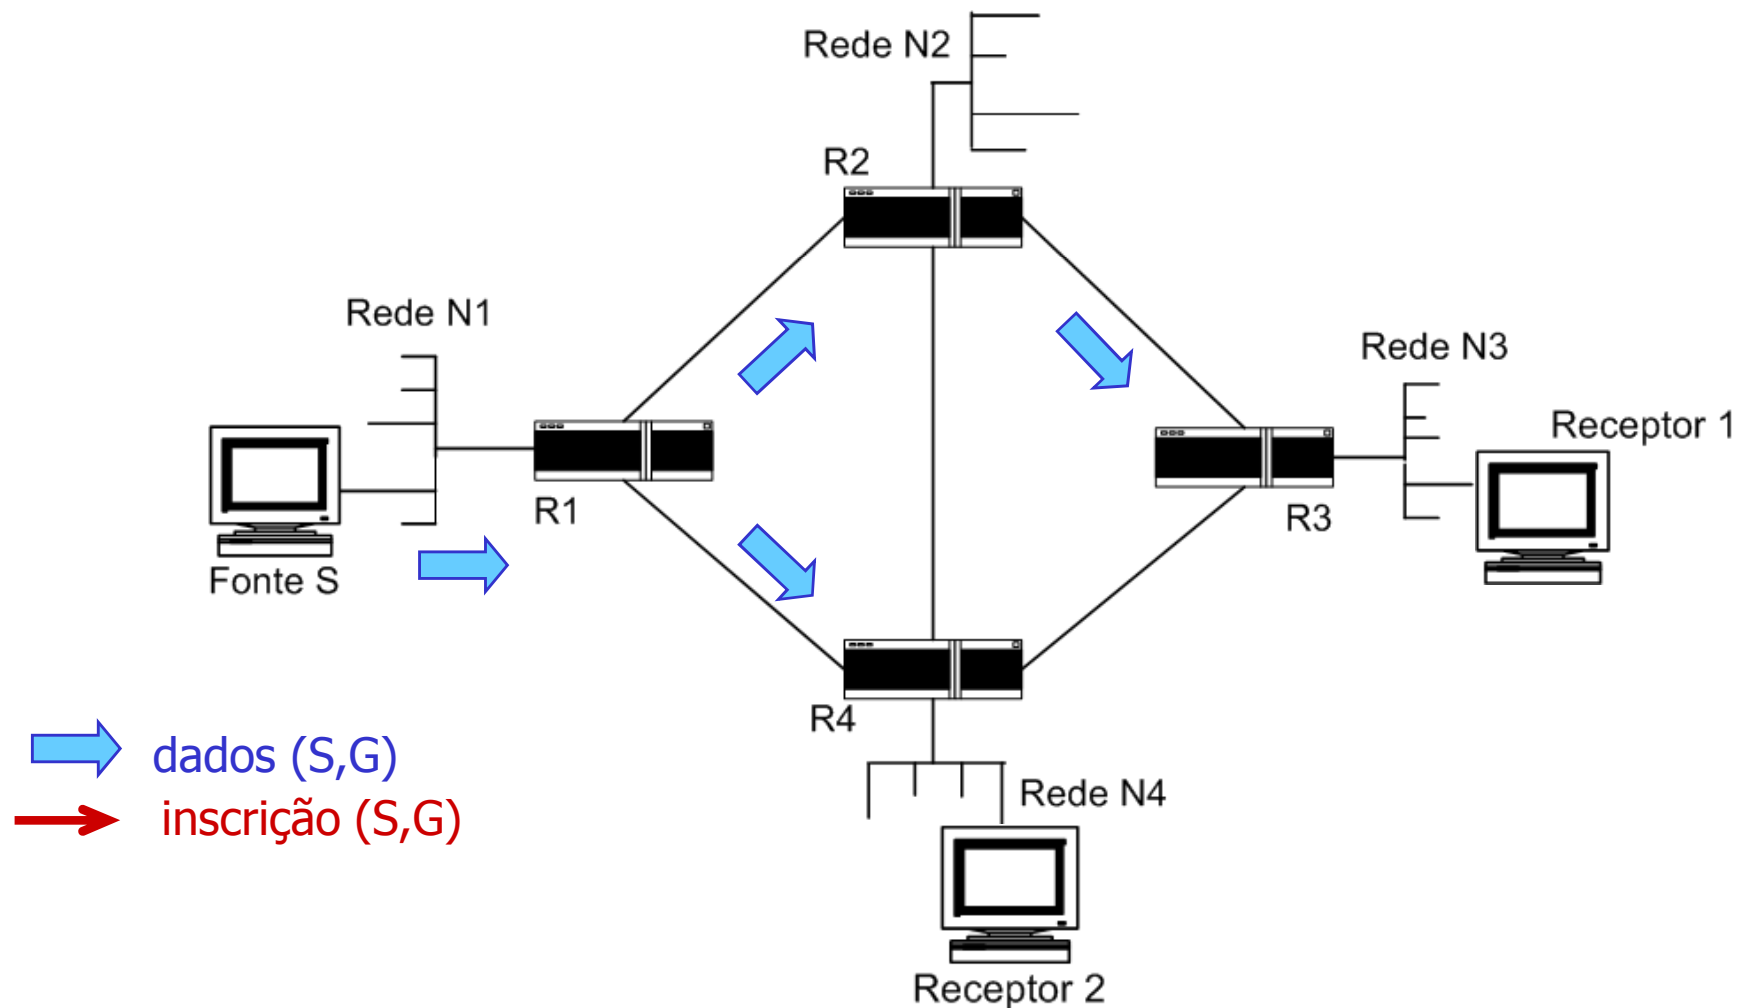 Rede N2
R2
Rede N1
Rede N3
Receptor 1
R1
R3
Fonte S
R4
dados (S,G)
Rede N4
inscrição (S,G)
Receptor 2